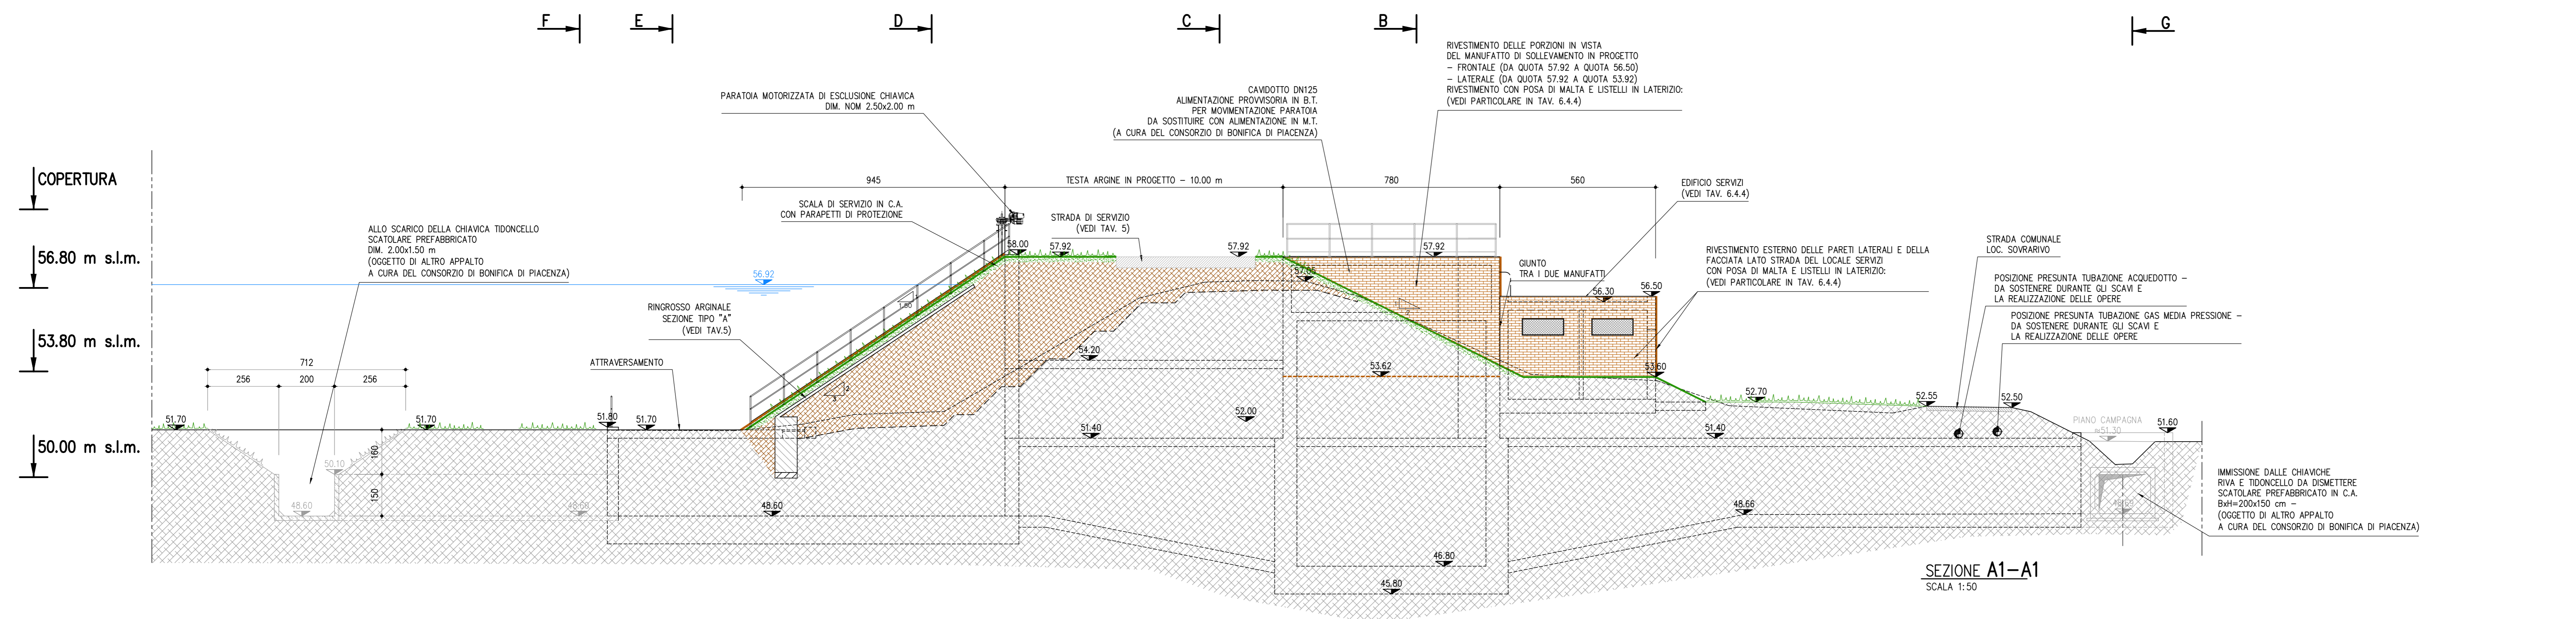 F
E
D
C
B
G
COPERTURA
56.80 m s.l.m.
53.80 m s.l.m.
50.00 m s.l.m.
PARATOIA MOTORIZZATA DI ESCLUSIONE CHIAVICA
DIM. NOM 2.50x2.00 m
CAVIDOTTO DN125
ALIMENTAZIONE PROVVISORIA IN B.T.
PER MOVIMENTAZIONE PARATOIA
DA SOSTITUIRE CON ALIMENTAZIONE IN M.T.
(A CURA DEL CONSORZIO DI BONIFICA DI PIACENZA)
RIVESTIMENTO DELLE PORZIONI IN VISTA
DEL MANUFATTO DI SOLLEVAMENTO IN PROGETTO
- FRONTALE (DA QUOTA 57.92 A QUOTA 56.50)
- LATERALE (DA QUOTA 57.92 A QUOTA 53.92)
RIVESTIMENTO CON POSA DI MALTA E LISTELLI IN LATERIZIO:
(VEDI PARTICOLARE IN TAV. 6.4.4)
945
TESTA ARGINE IN PROGETTO - 10.00 m
780
560
EDIFICIO SERVIZI
(VEDI TAV. 6.4.4)
SCALA DI SERVIZIO IN C.A.
CON PARAPETTI DI PROTEZIONE
STRADA DI SERVIZIO
(VEDI TAV. 5)
ALLO SCARICO DELLA CHIAVICA TIDONCELLO
SCATOLARE PREFABBRICATO
DIM. 2.00x1.50 m
(OGGETTO DI ALTRO APPALTO
A CURA DEL CONSORZIO DI BONIFICA DI PIACENZA)
58.00
57.92
57.92
57.92
56.92
57.05
GIUNTO
TRA I DUE MANUFATTI
RIVESTIMENTO ESTERNO DELLE PARETI LATERALI E DELLA
FACCIATA LATO STRADA DEL LOCALE SERVIZI
CON POSA DI MALTA E LISTELLI IN LATERIZIO:
(VEDI PARTICOLARE IN TAV. 6.4.4)
STRADA COMUNALE
LOC. SOVRARIVO
POSIZIONE PRESUNTA TUBAZIONE ACQUEDOTTO -
DA SOSTENERE DURANTE GLI SCAVI E
LA REALIZZAZIONE DELLE OPERE
POSIZIONE PRESUNTA TUBAZIONE GAS MEDIA PRESSIONE -
DA SOSTENERE DURANTE GLI SCAVI E
LA REALIZZAZIONE DELLE OPERE
56.30
56.50
RINGROSSO ARGINALE
SEZIONE TIPO "A"
(VEDI TAV.5)
1.50
ATTRAVERSAMENTO
712
256
200
256
2
3
54.20
53.62
53.60
52.70
52.55
52.50
51.70
51.70
51.80
51.70
52.00
51.40
51.40
PIANO CAMPAGNA
≈51.30
51.60
160
150
50.10
48.60
48.60
48.60
48.66
48.69
46.80
45.80
IMMISSIONE DALLE CHIAVICHE
RIVA E TIDONCELLO DA DISMETTERE
SCATOLARE PREFABBRICATO IN C.A.
BxH=200x150 cm -
(OGGETTO DI ALTRO APPALTO
A CURA DEL CONSORZIO DI BONIFICA DI PIACENZA)
SEZIONE A1-A1
SCALA 1:50